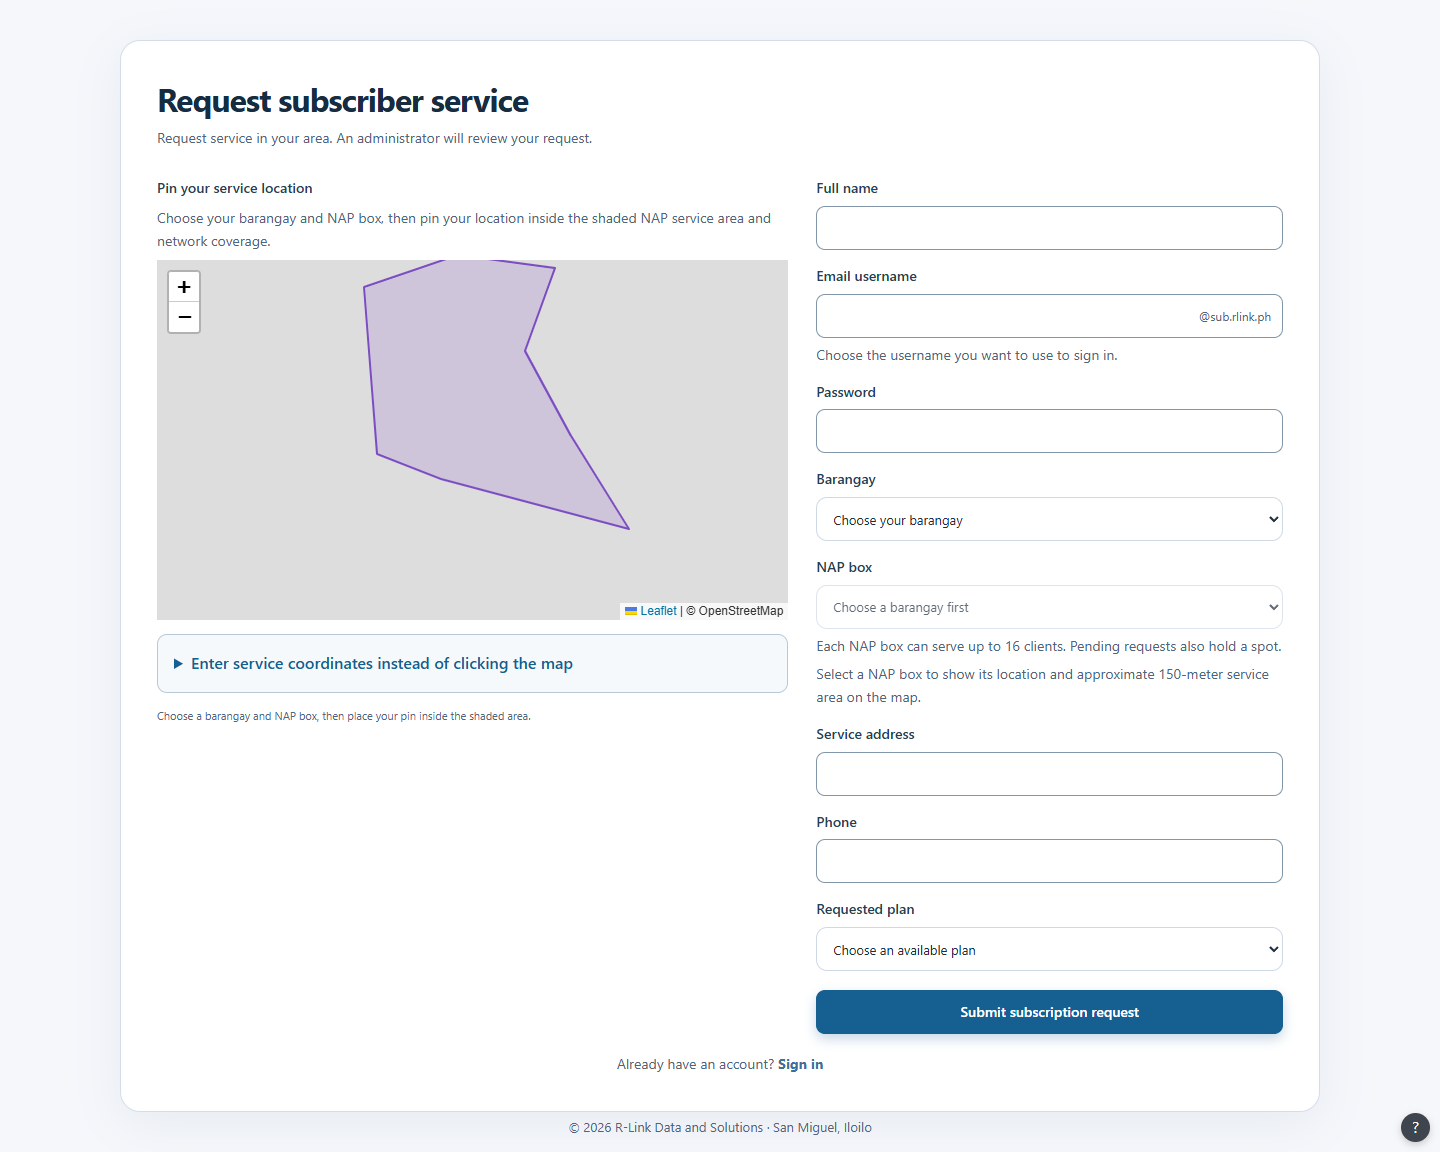 Request subscriber service
Request service in your area. An administrator will review your request.
Pin your service location
Choose your barangay and NAP box, then pin your location inside the shaded NAP service area and
network coverage.
+
−
Leaflet | © OpenStreetMap
Enter service coordinates instead of clicking the map
Choose a barangay and NAP box, then place your pin inside the shaded area.
Full name
Email username
@sub.rlink.ph
Choose the username you want to use to sign in.
Password
Barangay
Choose your barangay
NAP box
Choose a barangay first
Each NAP box can serve up to 16 clients. Pending requests also hold a spot.
Select a NAP box to show its location and approximate 150-meter service
area on the map.
Service address
Phone
Requested plan
Choose an available plan
Submit subscription request
Already have an account? Sign in
© 2026 R-Link Data and Solutions · San Miguel, Iloilo
?